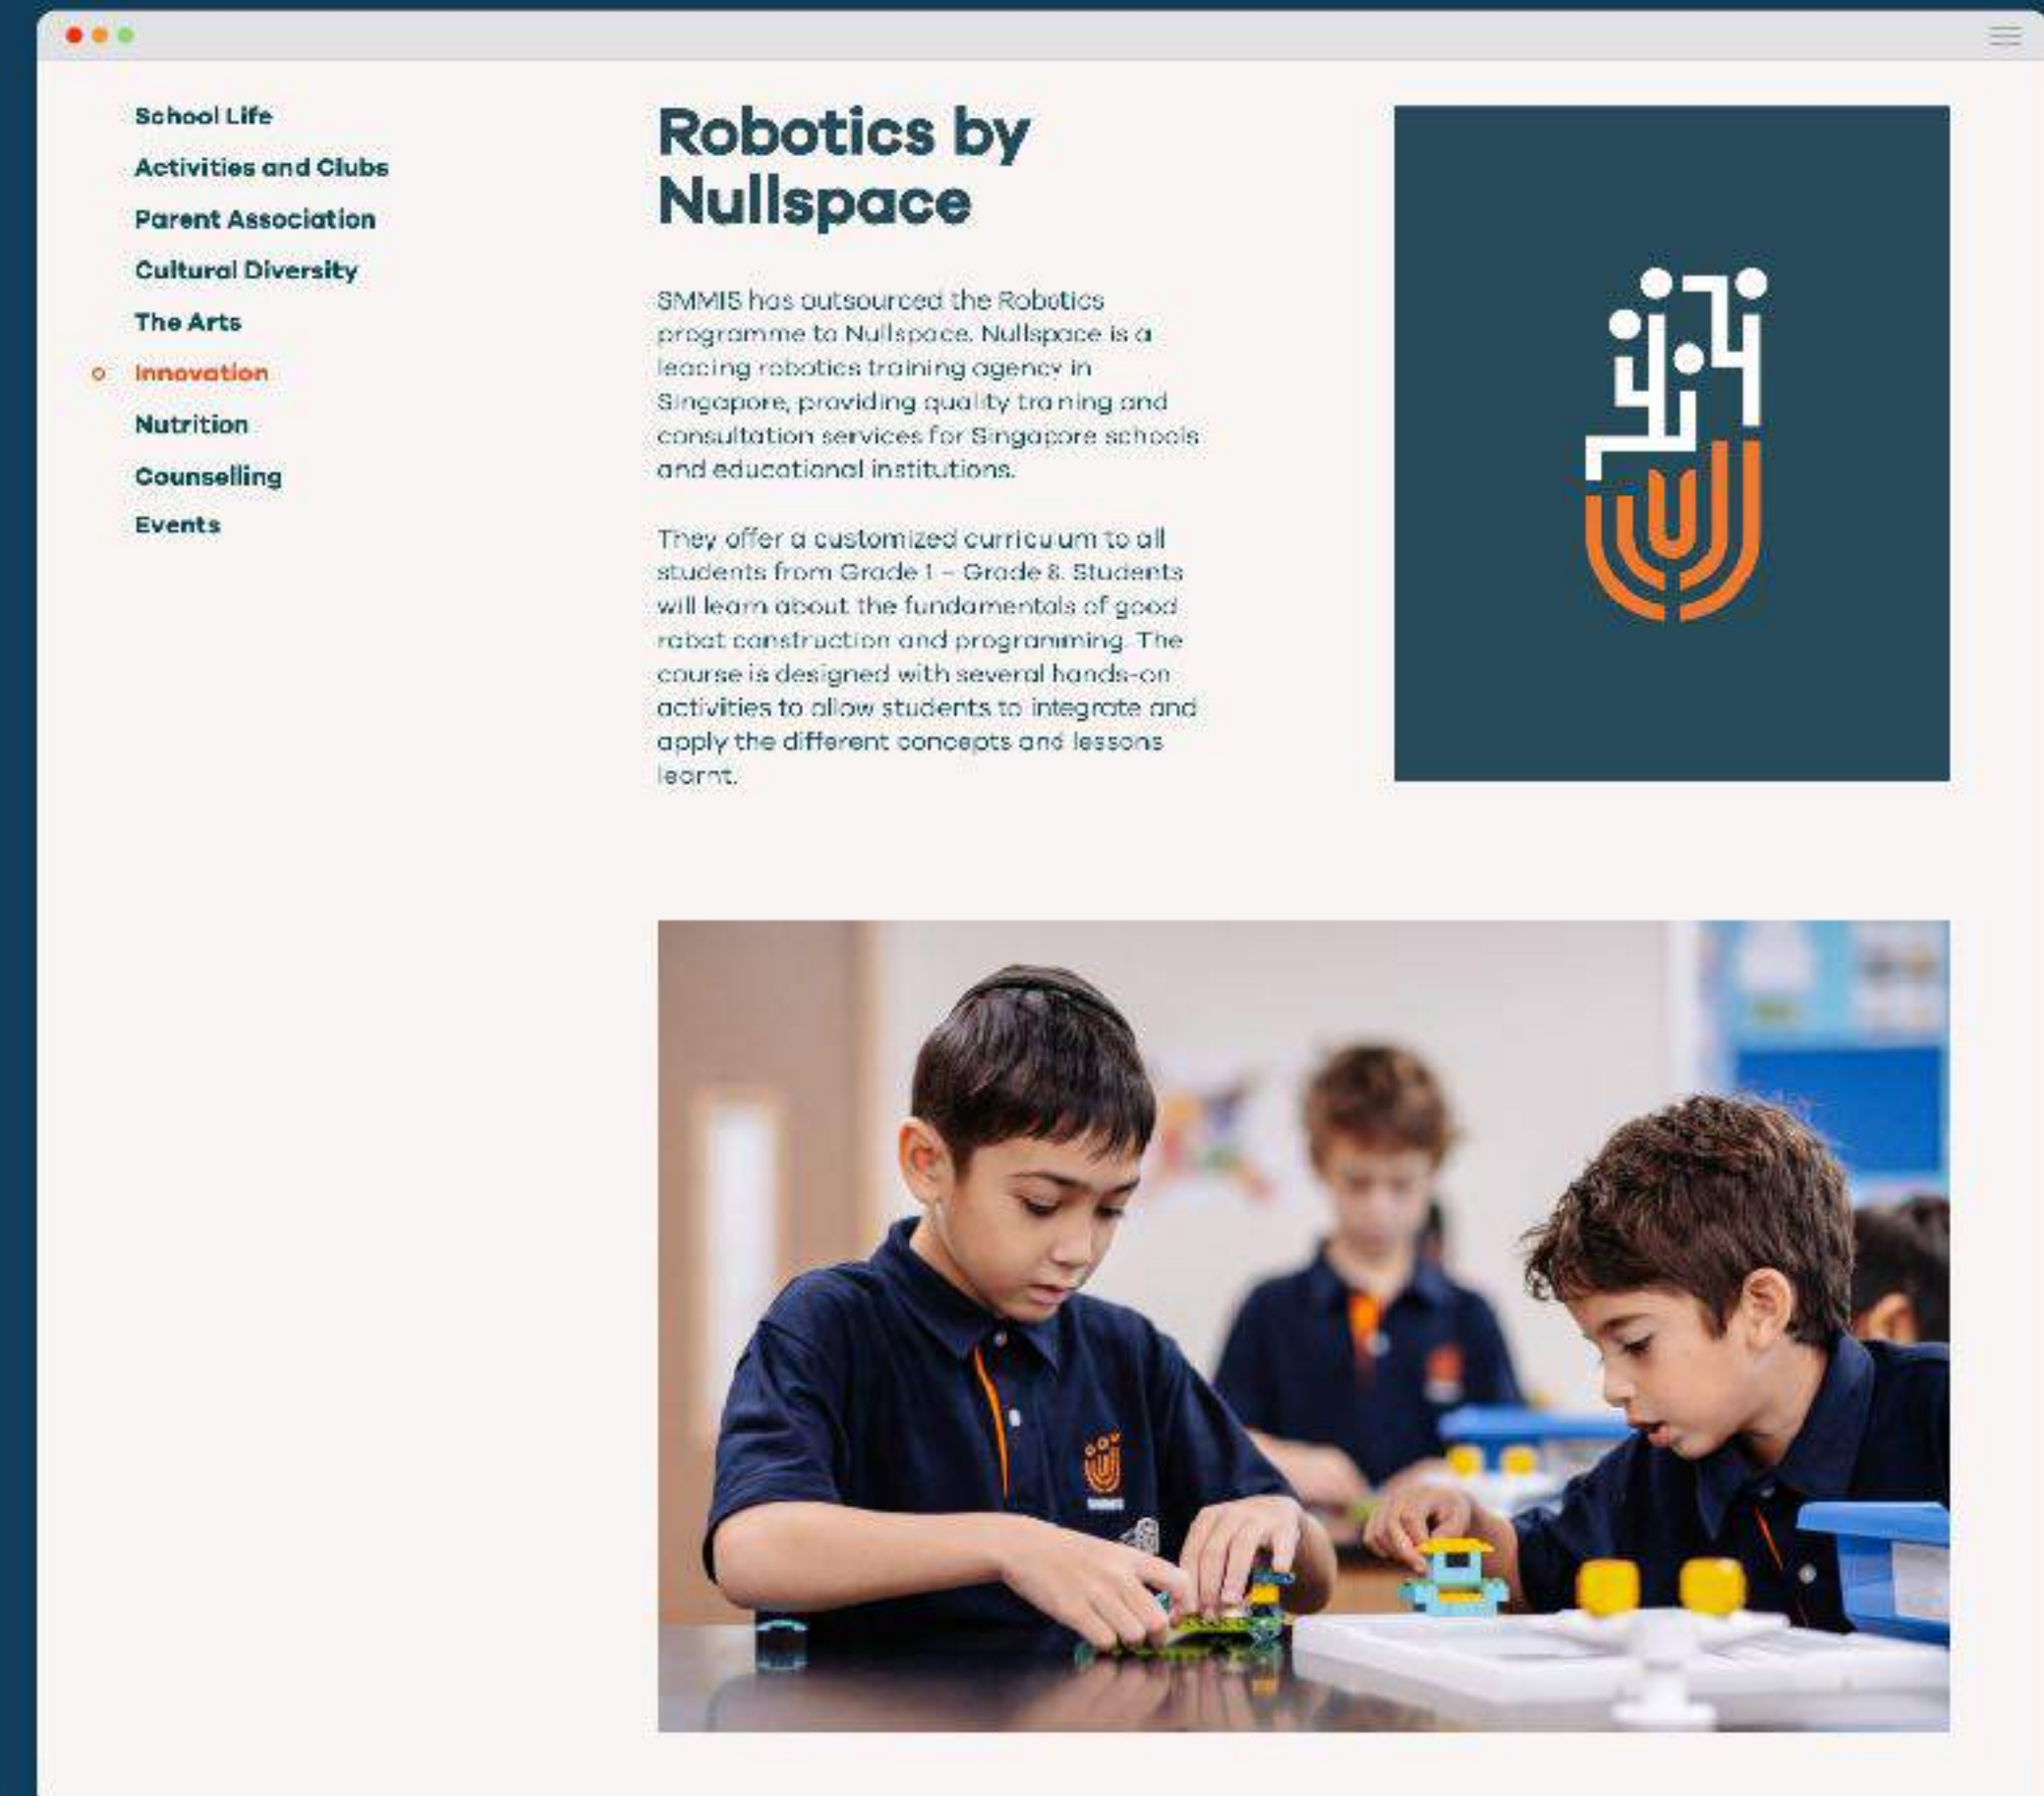 School Life
Activities and Clubs
Parent Association
Cultural Diversity
The Arts
Innovation
Nutrition
Counselling
Events
Robotics by
Nullspace
SMMIS has outsourced the Robotics
programme to Nullspace. Nullspace is a
leading robotics training agency in
Singapore, providing quality training and
consultation services for Singapore schools
and educational institutions.
They offer a customized curriculum to all
students from Grade 1 – Grade 8. Students
will learn about the fundamentals of good
robot construction and programming. The
course is designed with several hands-on
activities to allow students to integrate and
apply the different concepts and lessons
learnt.